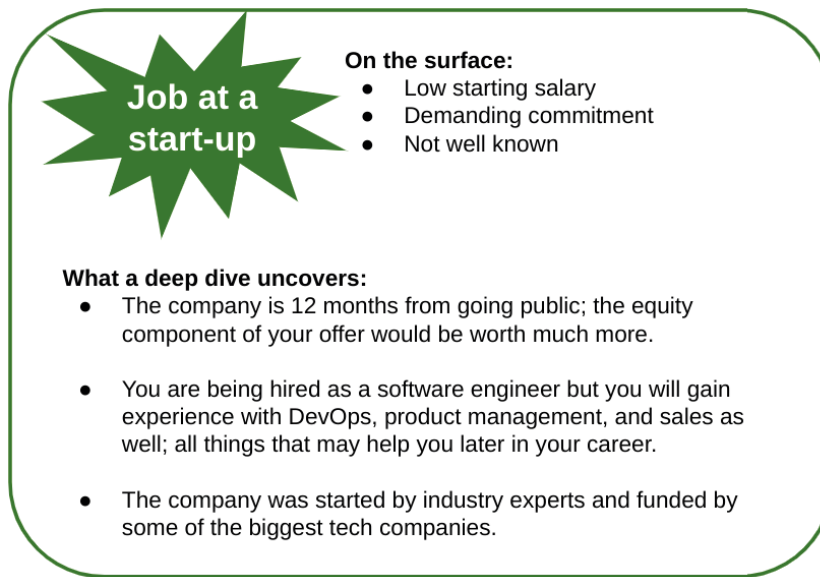 Job at a
start-up
On the surface:
● Low starting salary
● Demanding commitment
● Not well known
What a deep dive uncovers:
● The company is 12 months from going public; the equity
component of your offer would be worth much more.
● You are being hired as a software engineer but you will gain
experience with DevOps, product management, and sales as
well; all things that may help you later in your career.
● The company was started by industry experts and funded by
some of the biggest tech companies.